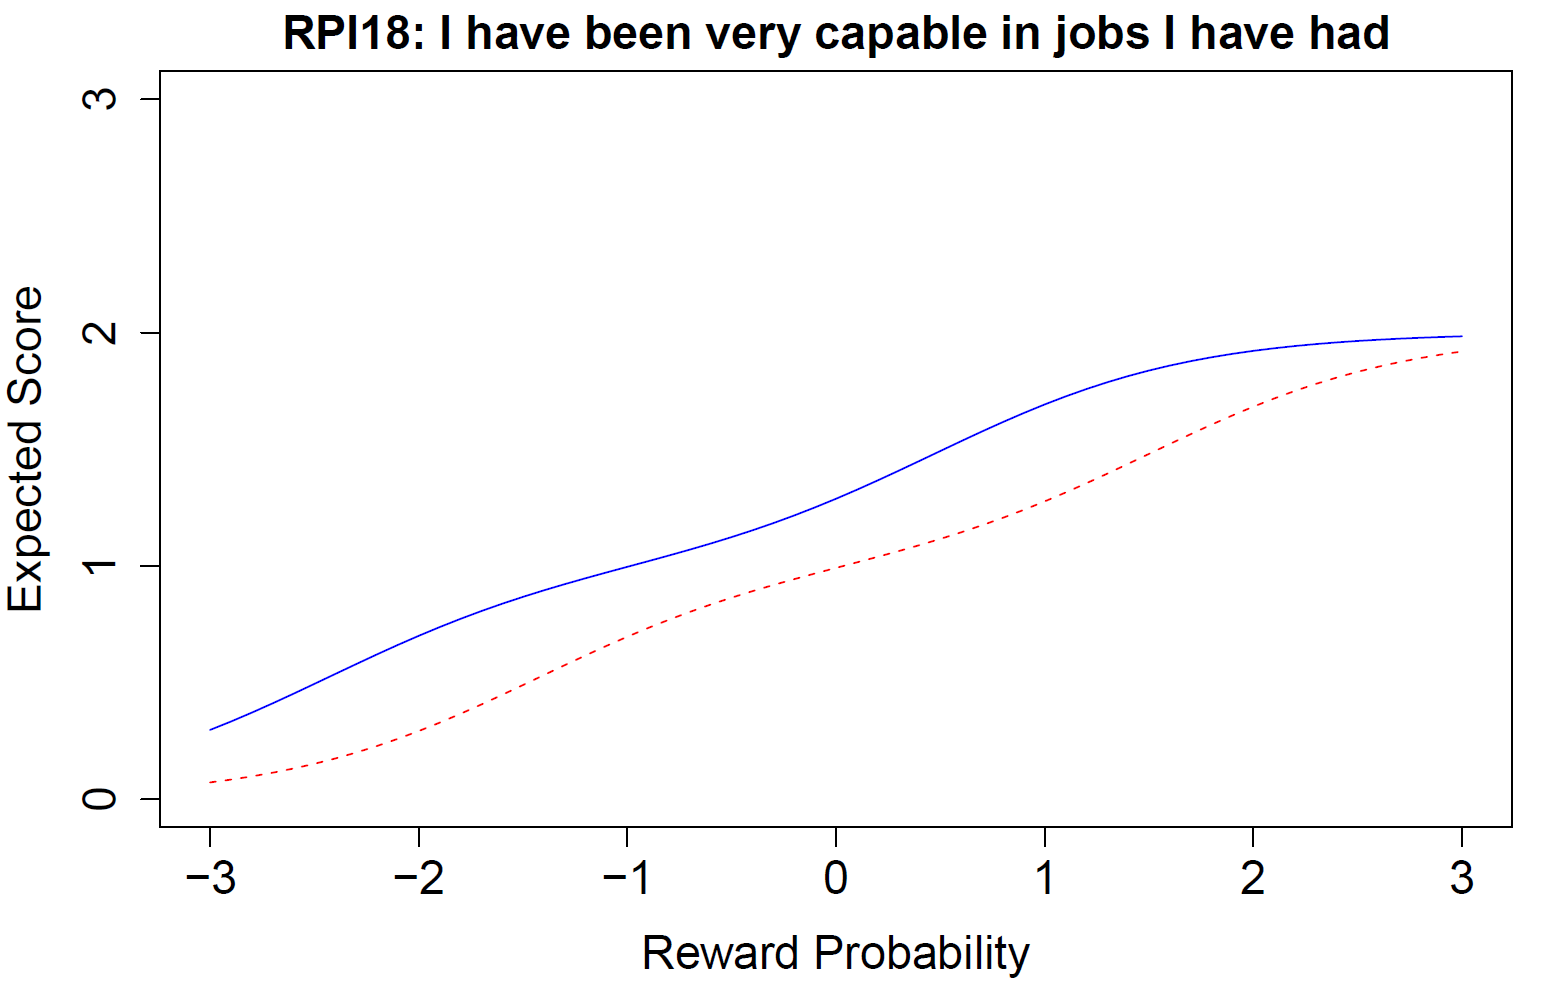 RPI18: I have been very capable in jobs I have had
3
2
1
0
Expected Score
−3 −2 −1 0 1 2 3
Reward Probability